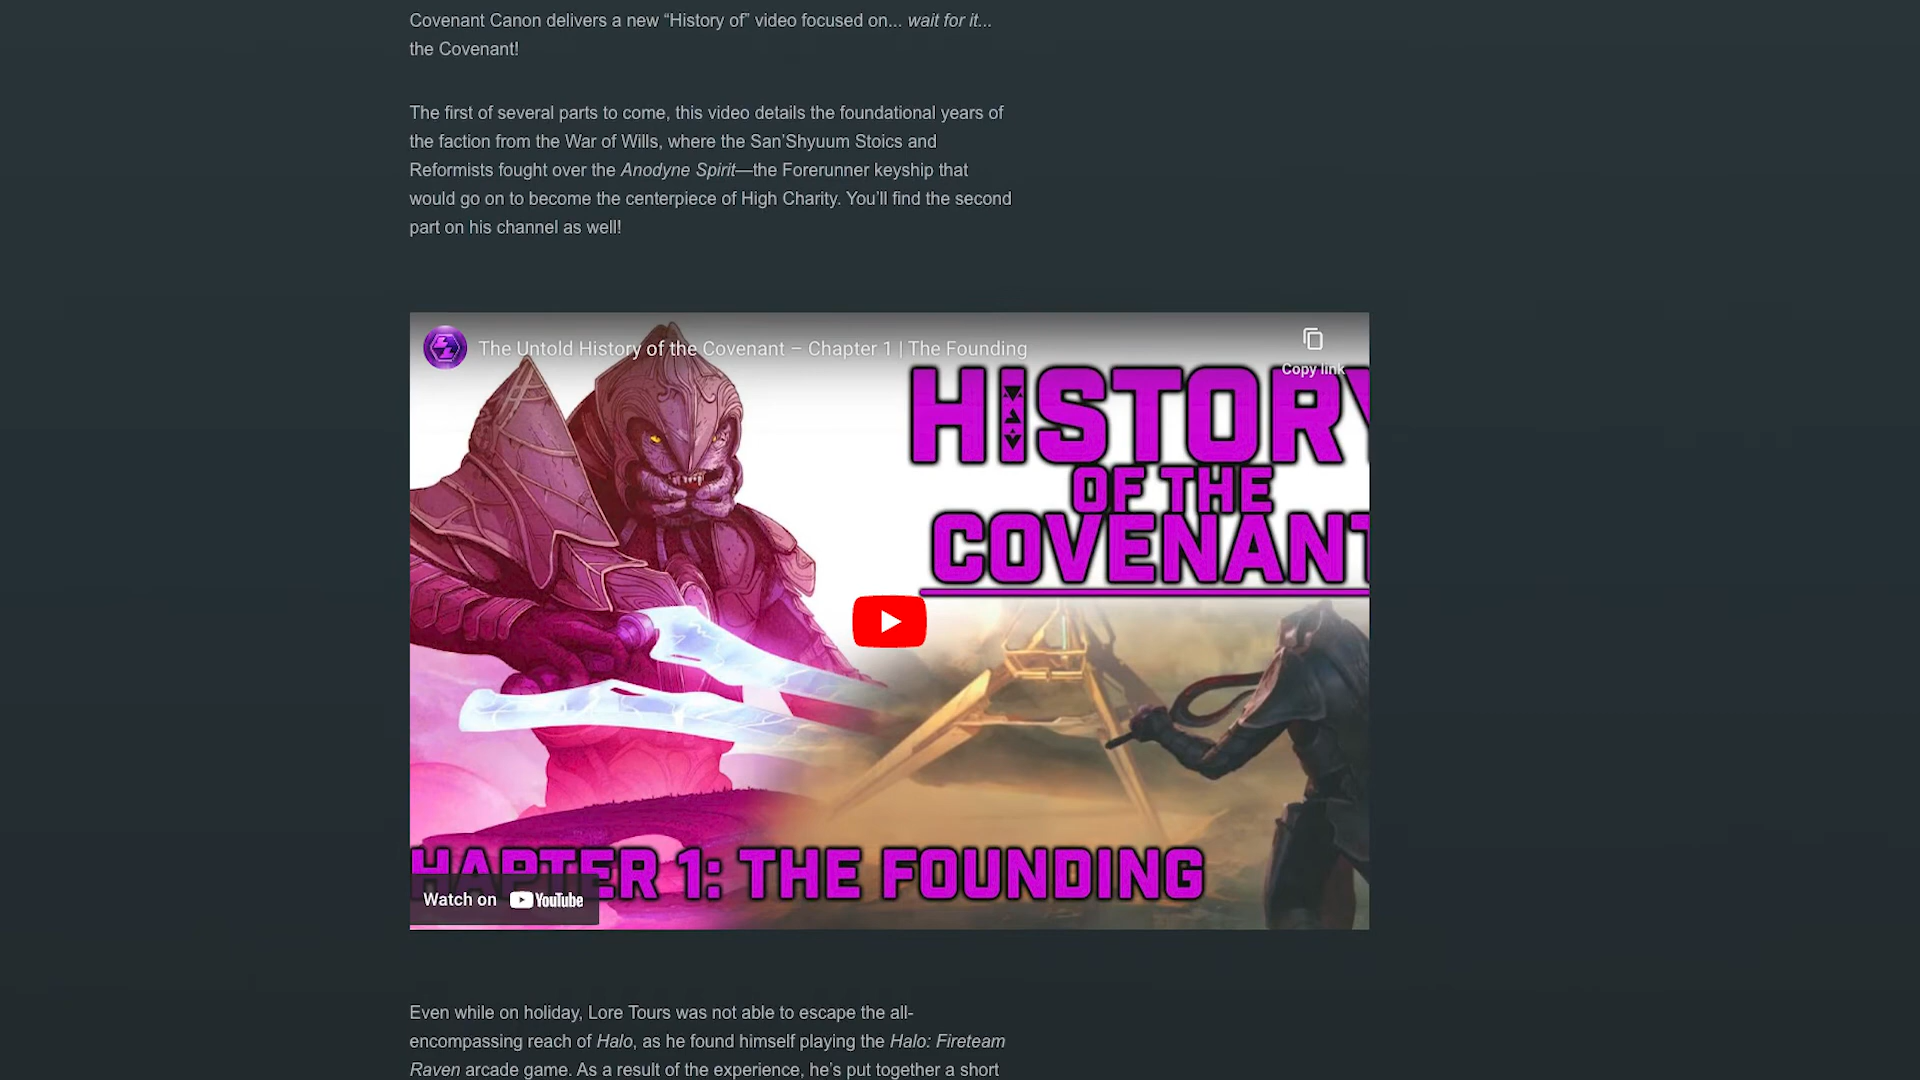 Covenant Canon delivers a new “History of” video focused on... wait for it...
the Covenant!
The first of several parts to come, this video details the foundational years of
the faction from the War of Wills, where the San’Shyuum Stoics and
Reformists fought over the Anodyne Spirit—the Forerunner keyship that
would go on to become the centerpiece of High Charity. You’ll find the second
part on his channel as well!
The Untold History of the Covenant – Chapter 1 | The Founding
Copy link
HISTORY
OF THE
COVENANT
HAPTER 1: THE FOUNDING
Watch on YouTube
Even while on holiday, Lore Tours was not able to escape the all-
encompassing reach of Halo, as he found himself playing the Halo: Fireteam
Raven arcade game. As a result of the experience, he’s put together a short